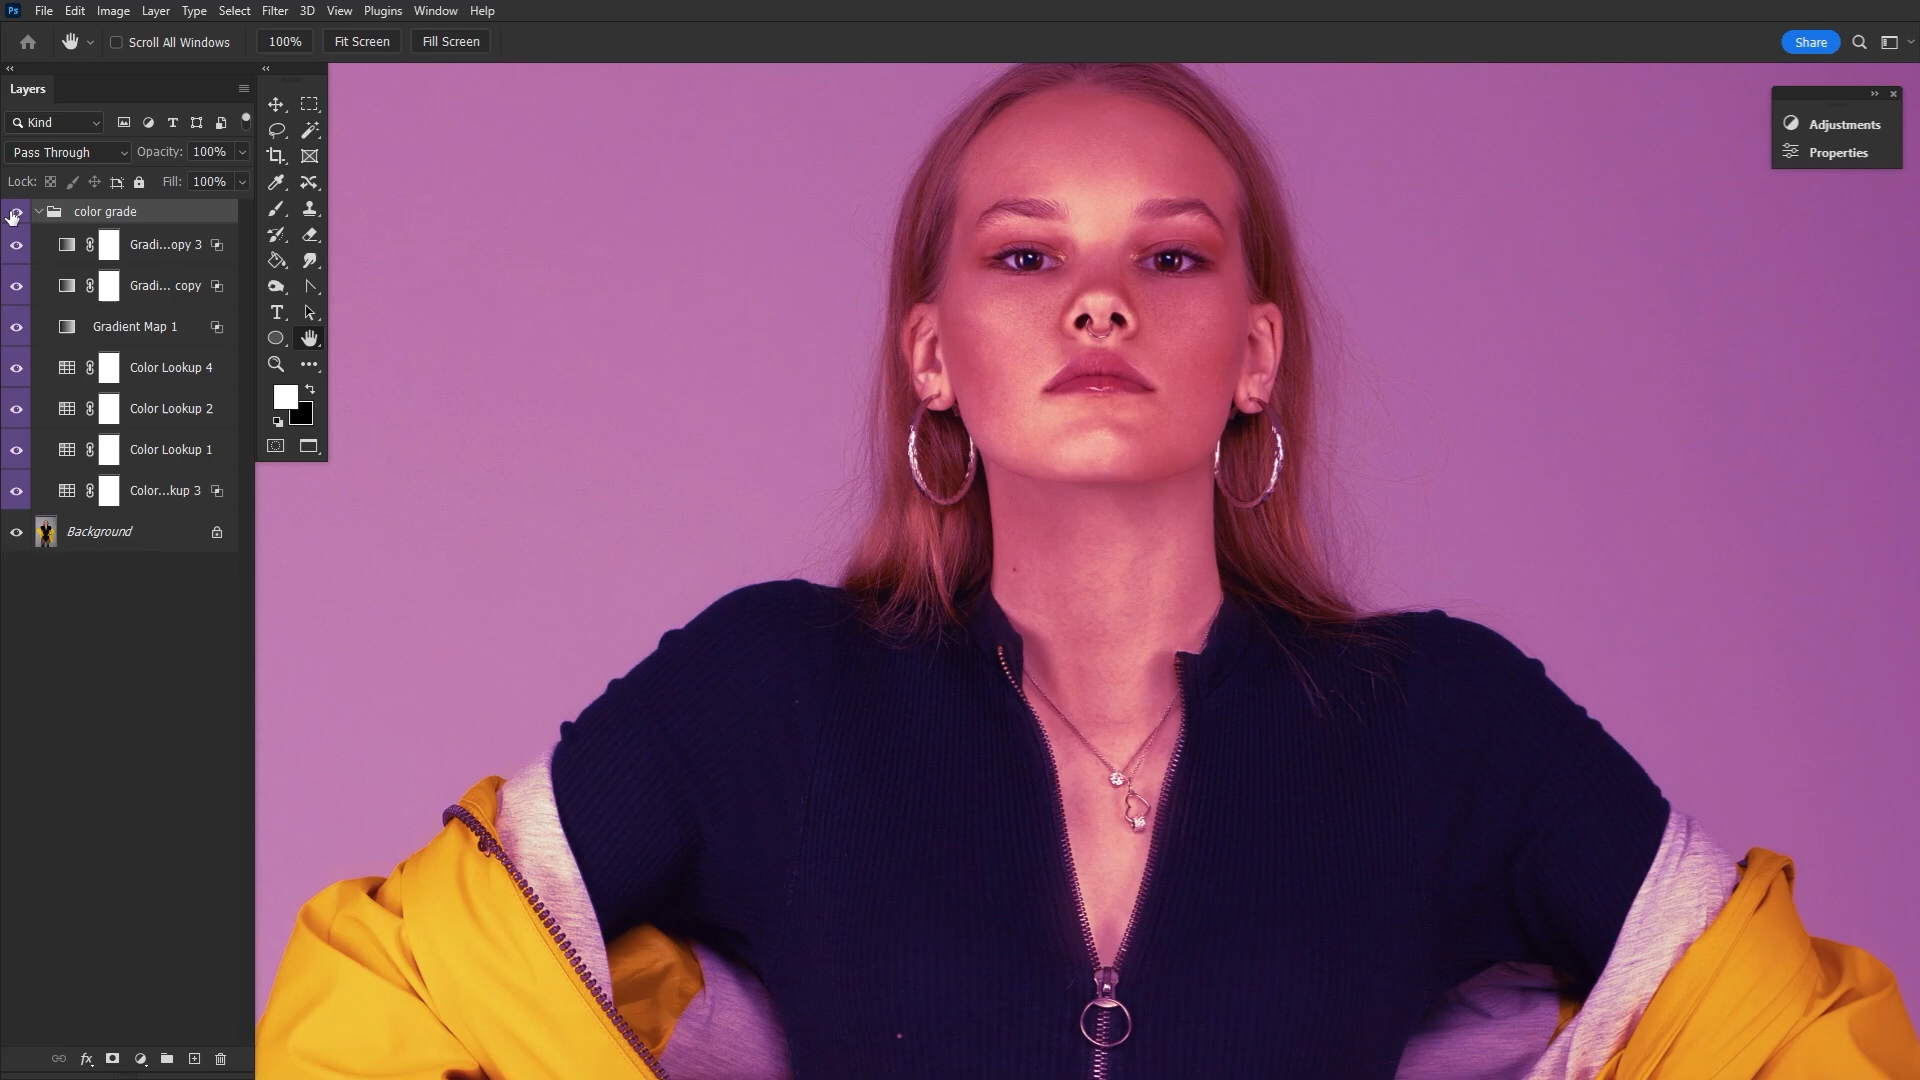 Ps File Edit Image Layer Type Select Filter 3D View Plugins Window Help
Scroll All Windows 100% Fit Screen Fill Screen Share
Layers
Kind
Pass Through Opacity: 100%
Lock: Fill: 100%
color grade
Gradi...opy 3
Gradi... copy
Gradient Map 1
Color Lookup 4
Color Lookup 2
Color Lookup 1
Color...kup 3
Background
fx
Adjustments
Properties